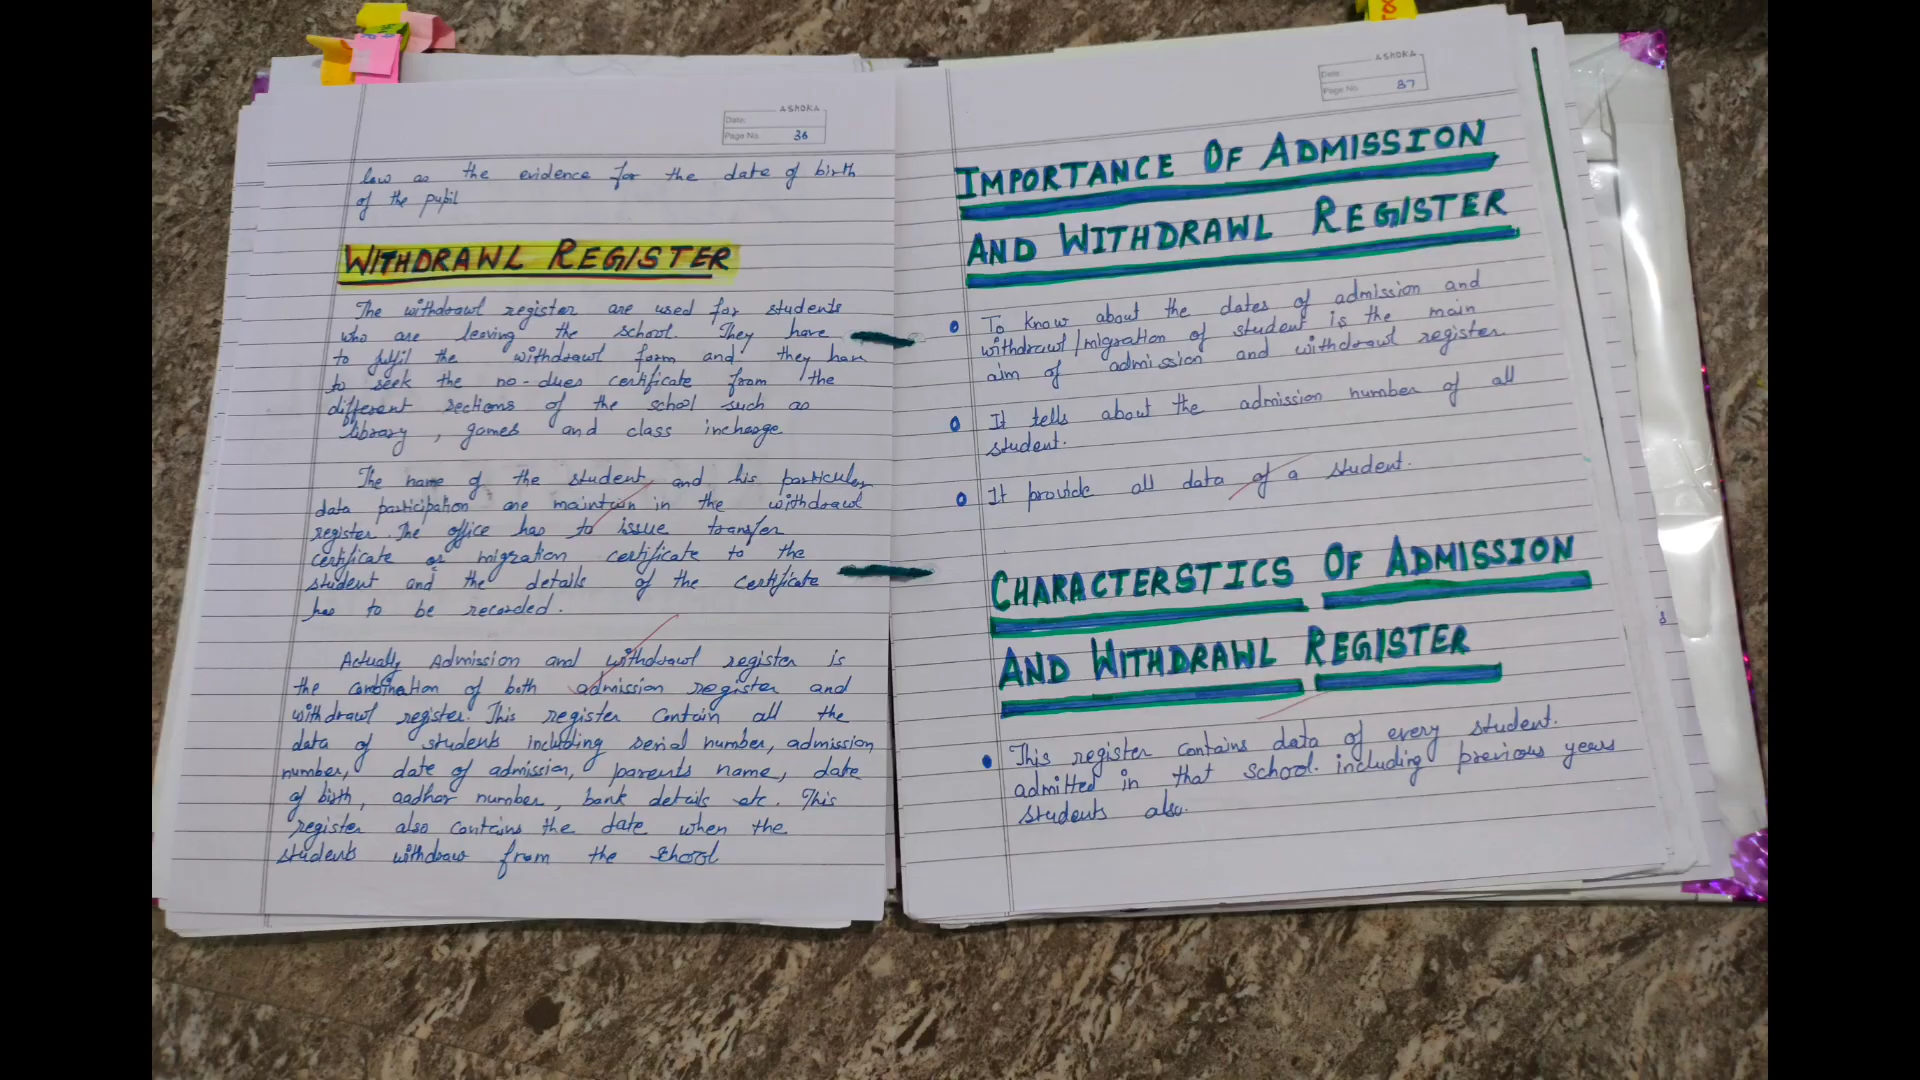 ASHOKA
Date:
Page No. 36
law as the evidence for the date of birth
of the pupil
WITHDRAWL REGISTER
The withdrawl register are used for students
who are leaving the school. They have
to fulfil the withdrawl form and they have
to seek the no-dues certificate from the
different sections of the school such as
library, games and class incharge
The name of the student, and his particular
data participation are maintain in the withdrawl
register. The office has to issue transfer
certificate or migration certificate to the
student and the details of the certificate
has to be recorded.
Actually Admission and withdrawl register is
the combination of both admission register and
withdrawl register. This register contain all the
data of students including serial number, admission
number, date of admission, parents name, date
of birth, aadhar number, bank details etc. This
register also contains the date when the
students withdraw from the school
ASHOKA
Date:
Page No. 37
IMPORTANCE OF ADMISSION
AND WITHDRAWL REGISTER
To know about the dates of admission and
withdrawl/migration of student is the main
aim of admission and withdrawl register
It tells about the admission number of all
student.
It provide all data of a student.
CHARACTERSTICS OF ADMISSION
AND WITHDRAWL REGISTER
This register contains data of every student.
admitted in that school. including previous years
students also.